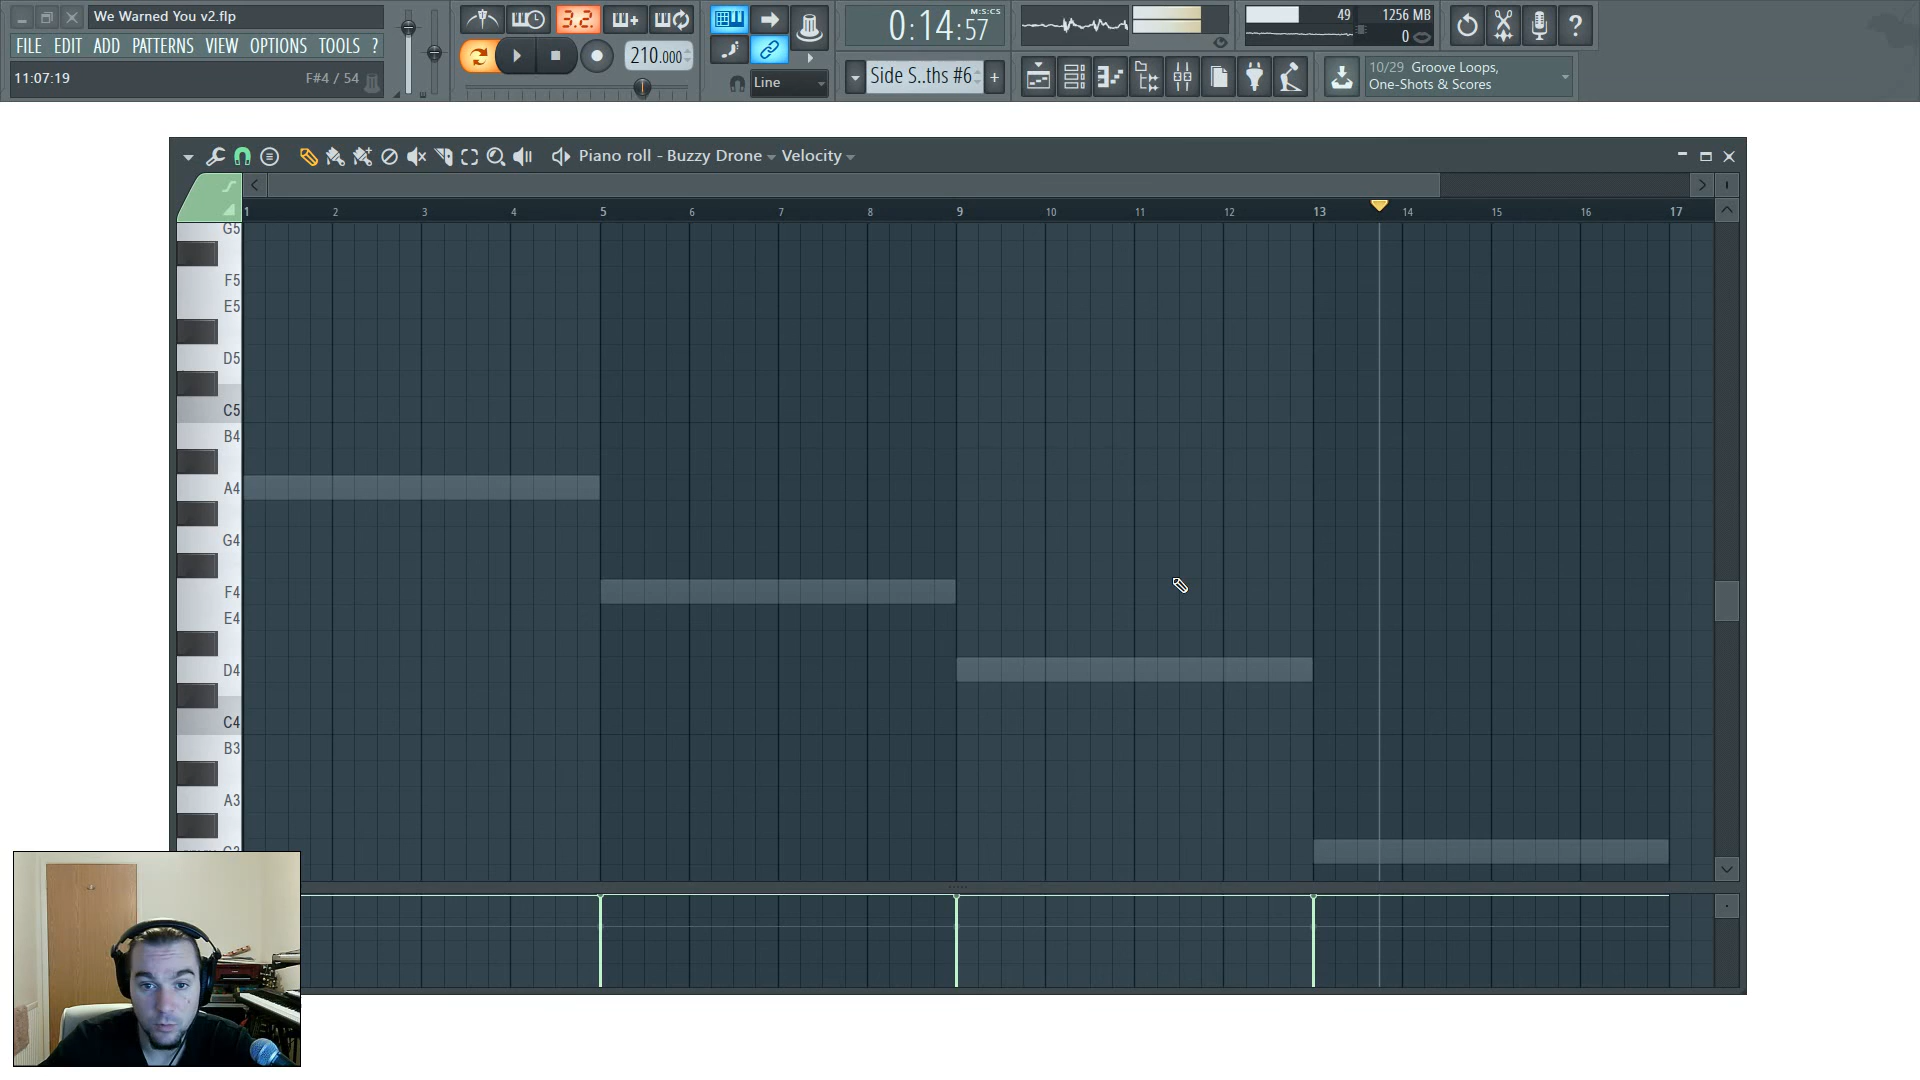 We Warned You v2.flp
FILE EDIT ADD PATTERNS VIEW OPTIONS TOOLS ?
11:07:19 F#4 / 54
3.2.
210.000
Line
0:14:57
M:S:CS
Side S..ths #6
49 1256 MB
0
10/29 Groove Loops,
One-Shots & Scores
Piano roll - Buzzy Drone Velocity
1 2 3 4 5 6 7 8 9 10 11 12 13 14 15 16 17
G5
F5
E5
D5
C5
B4
A4
G4
F4
E4
D4
C4
B3
A3
G3